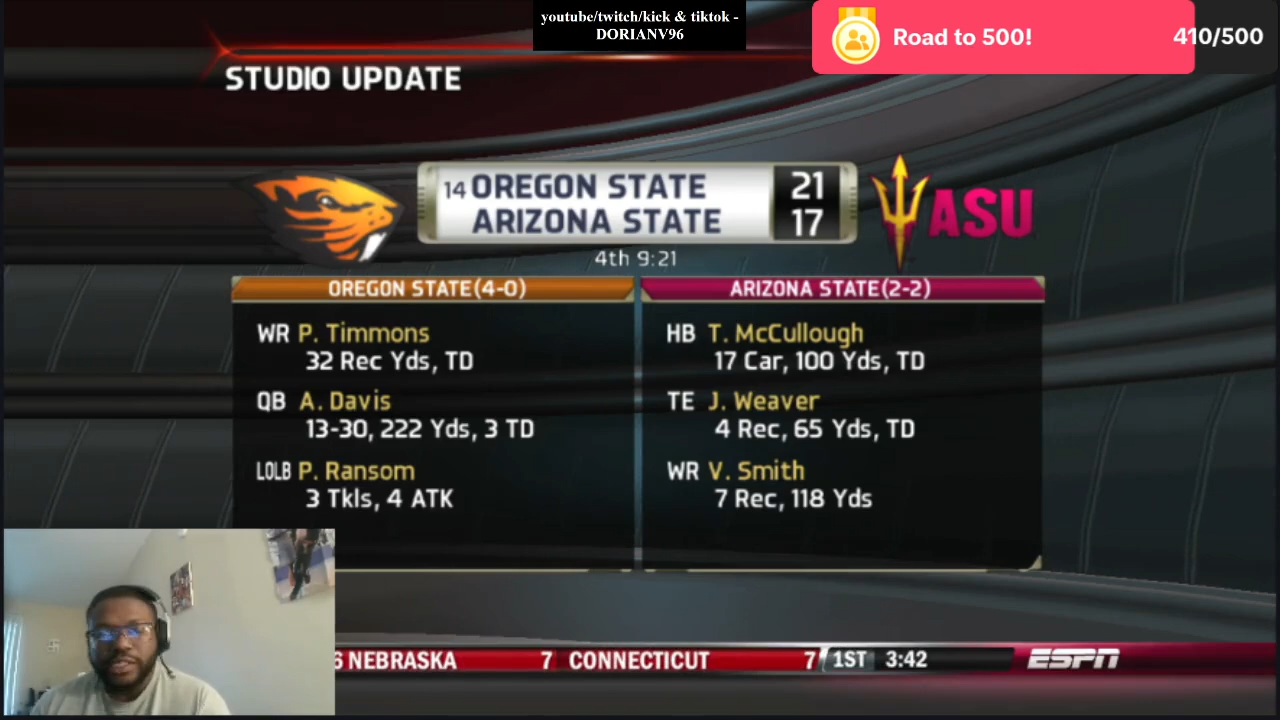 youtube/twitch/kick & tiktok -
DORIANV96
Road to 500!
410/500
STUDIO UPDATE
14 OREGON STATE 21
ARIZONA STATE 17
ASU
4th 9:21
OREGON STATE(4-0)
WR P. Timmons
32 Rec Yds, TD
QB A. Davis
13-30, 222 Yds, 3 TD
LOLB P. Ransom
3 Tkls, 4 ATK
ARIZONA STATE(2-2)
HB T. McCullough
17 Car, 100 Yds, TD
TE J. Weaver
4 Rec, 65 Yds, TD
WR V. Smith
7 Rec, 118 Yds
6 NEBRASKA 7 CONNECTICUT 7 1ST 3:42
ESPN